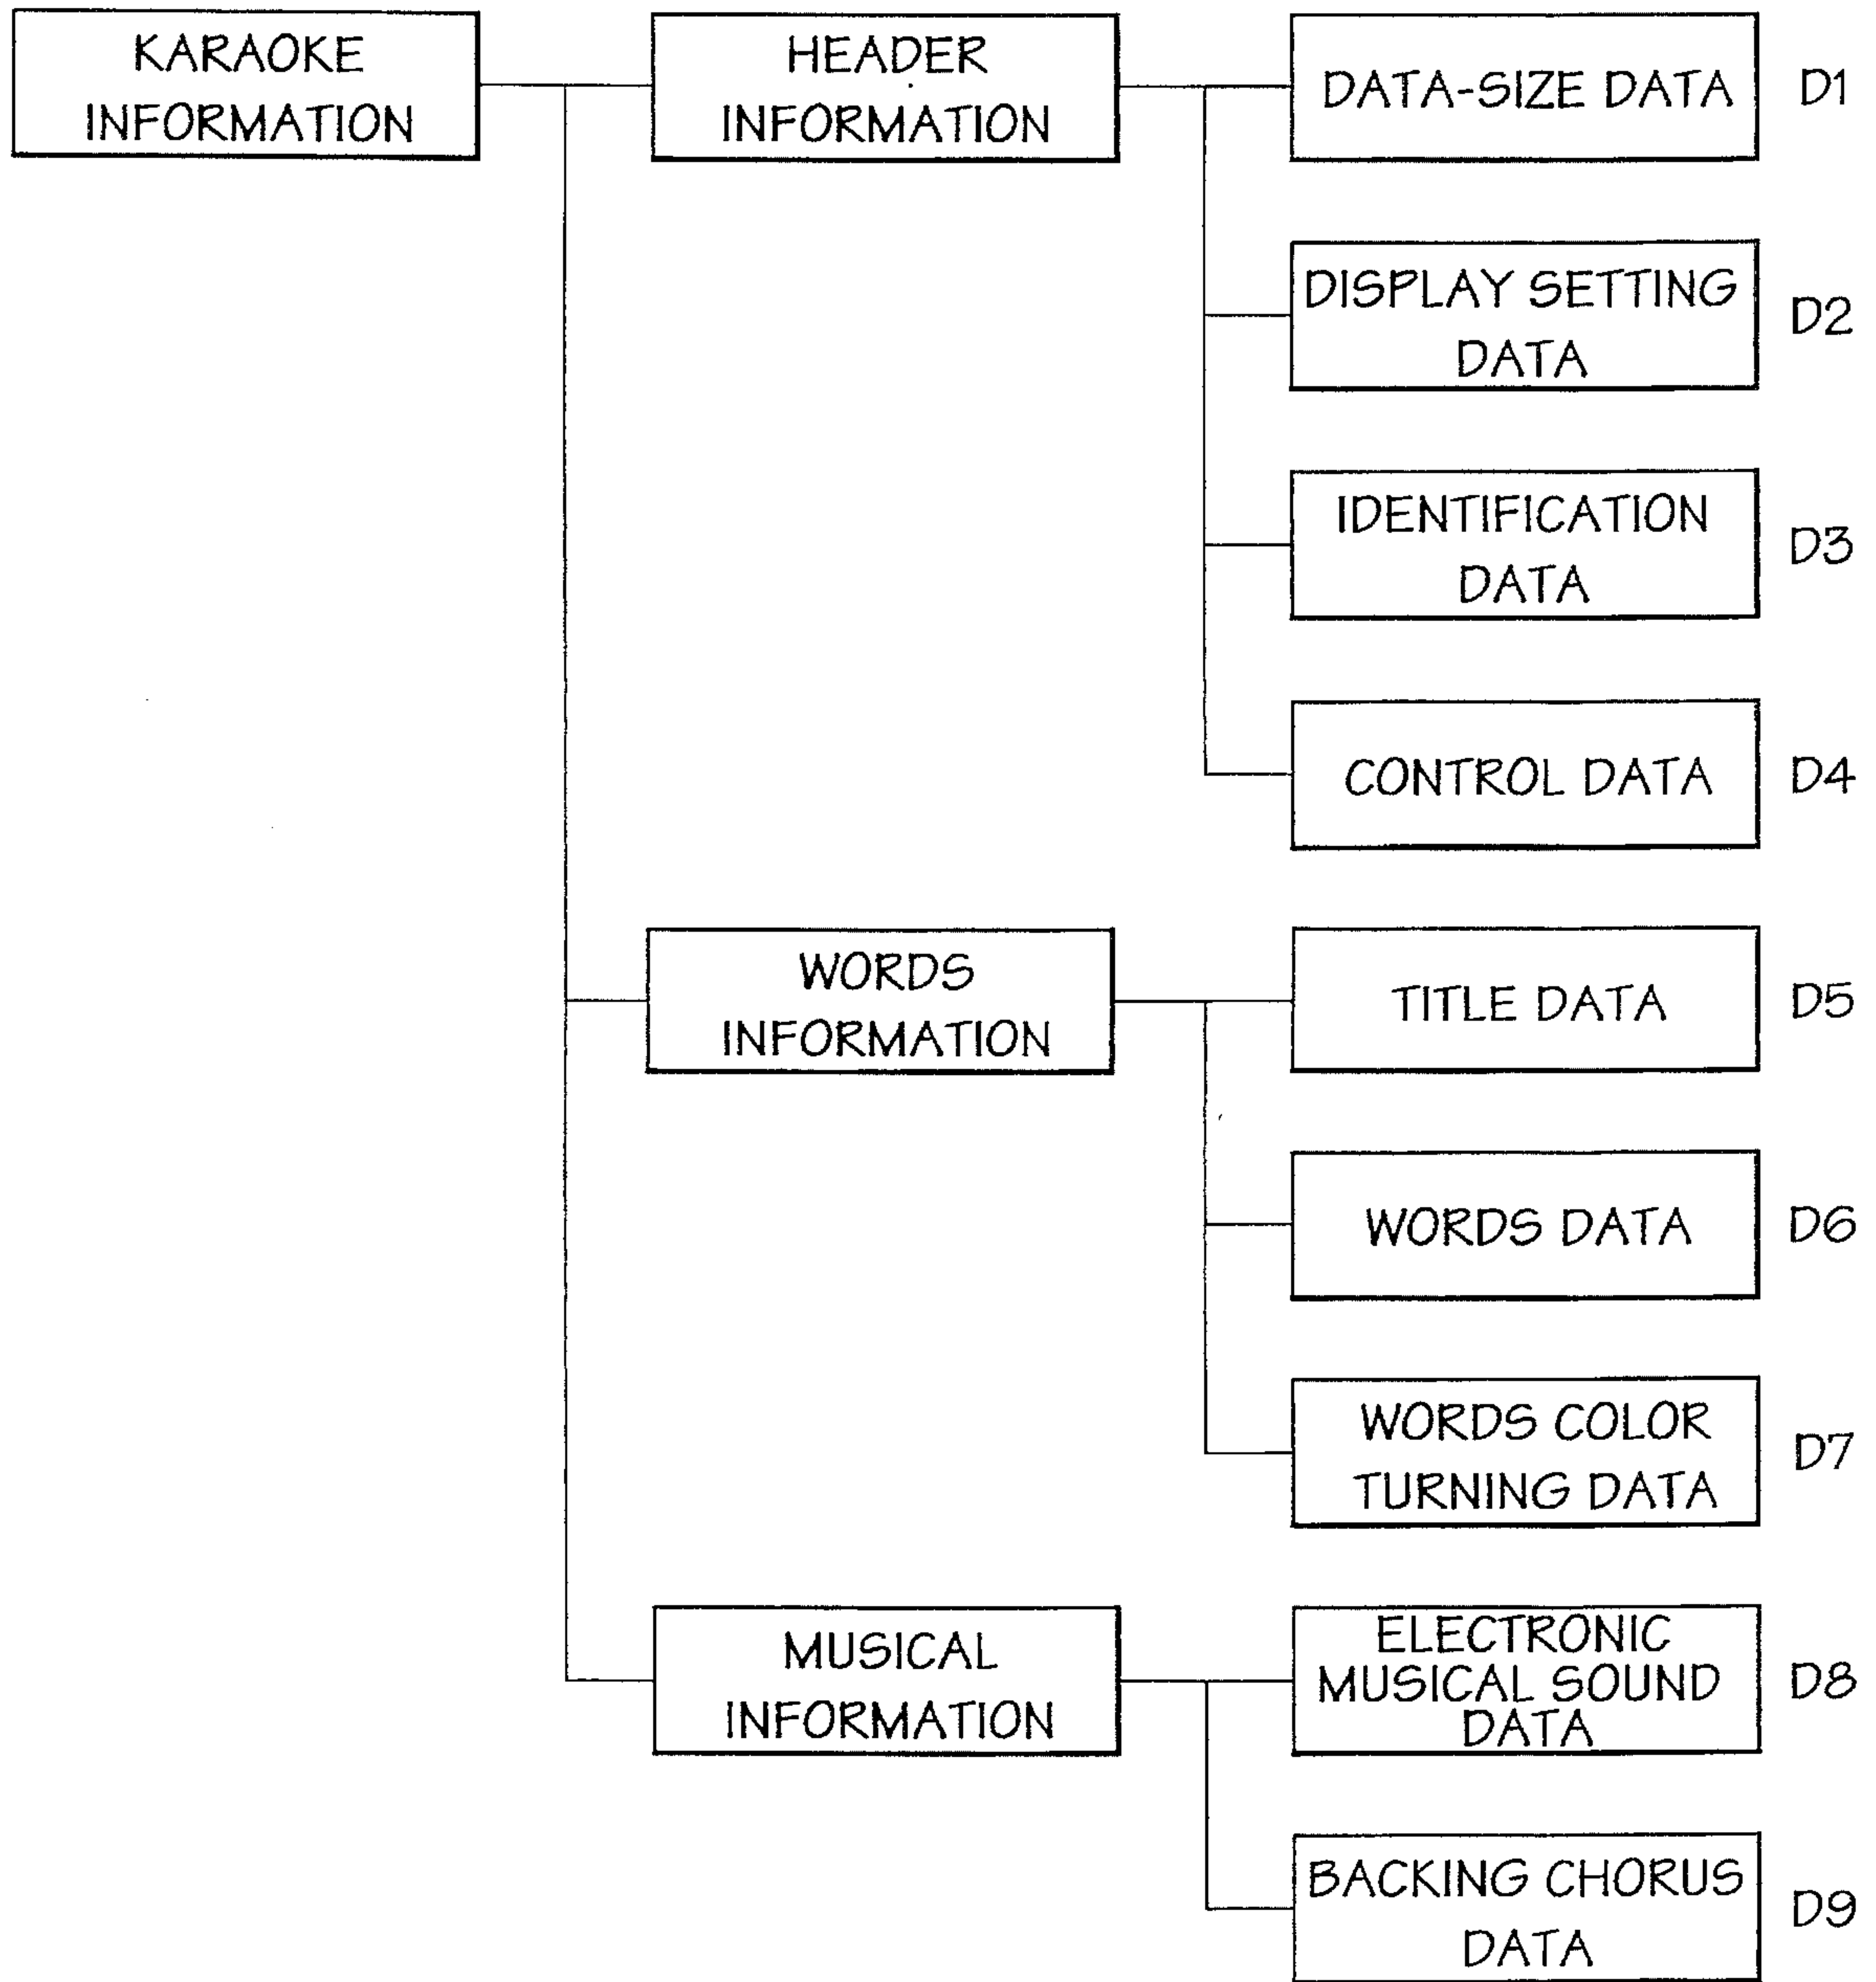 KARAOKE
INFORMATION
HEADER
INFORMATION
DATA-SIZE DATA D1
DISPLAY SETTING
DATA
D2
IDENTIFICATION
DATA
D3
CONTROL DATA D4
WORDS
INFORMATION
TITLE DATA D5
WORDS DATA D6
WORDS COLOR
TURNING DATA
D7
MUSICAL
INFORMATION
ELECTRONIC
MUSICAL SOUND
DATA
D8
BACKING CHORUS
DATA
D9